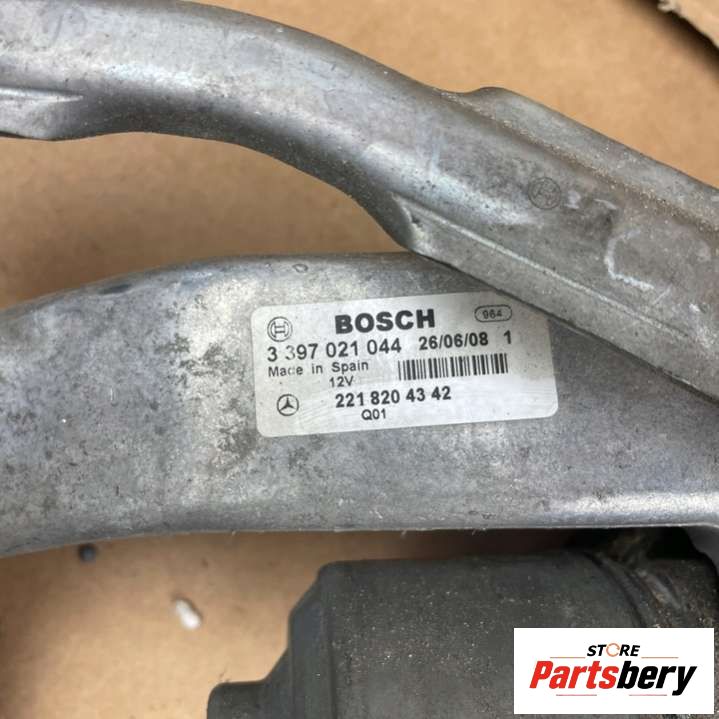 BOSCH 964
3 397 021 044 26/06/08 1
Made in Spain
12V
221 820 43 42
Q01
STORE
Partsbery